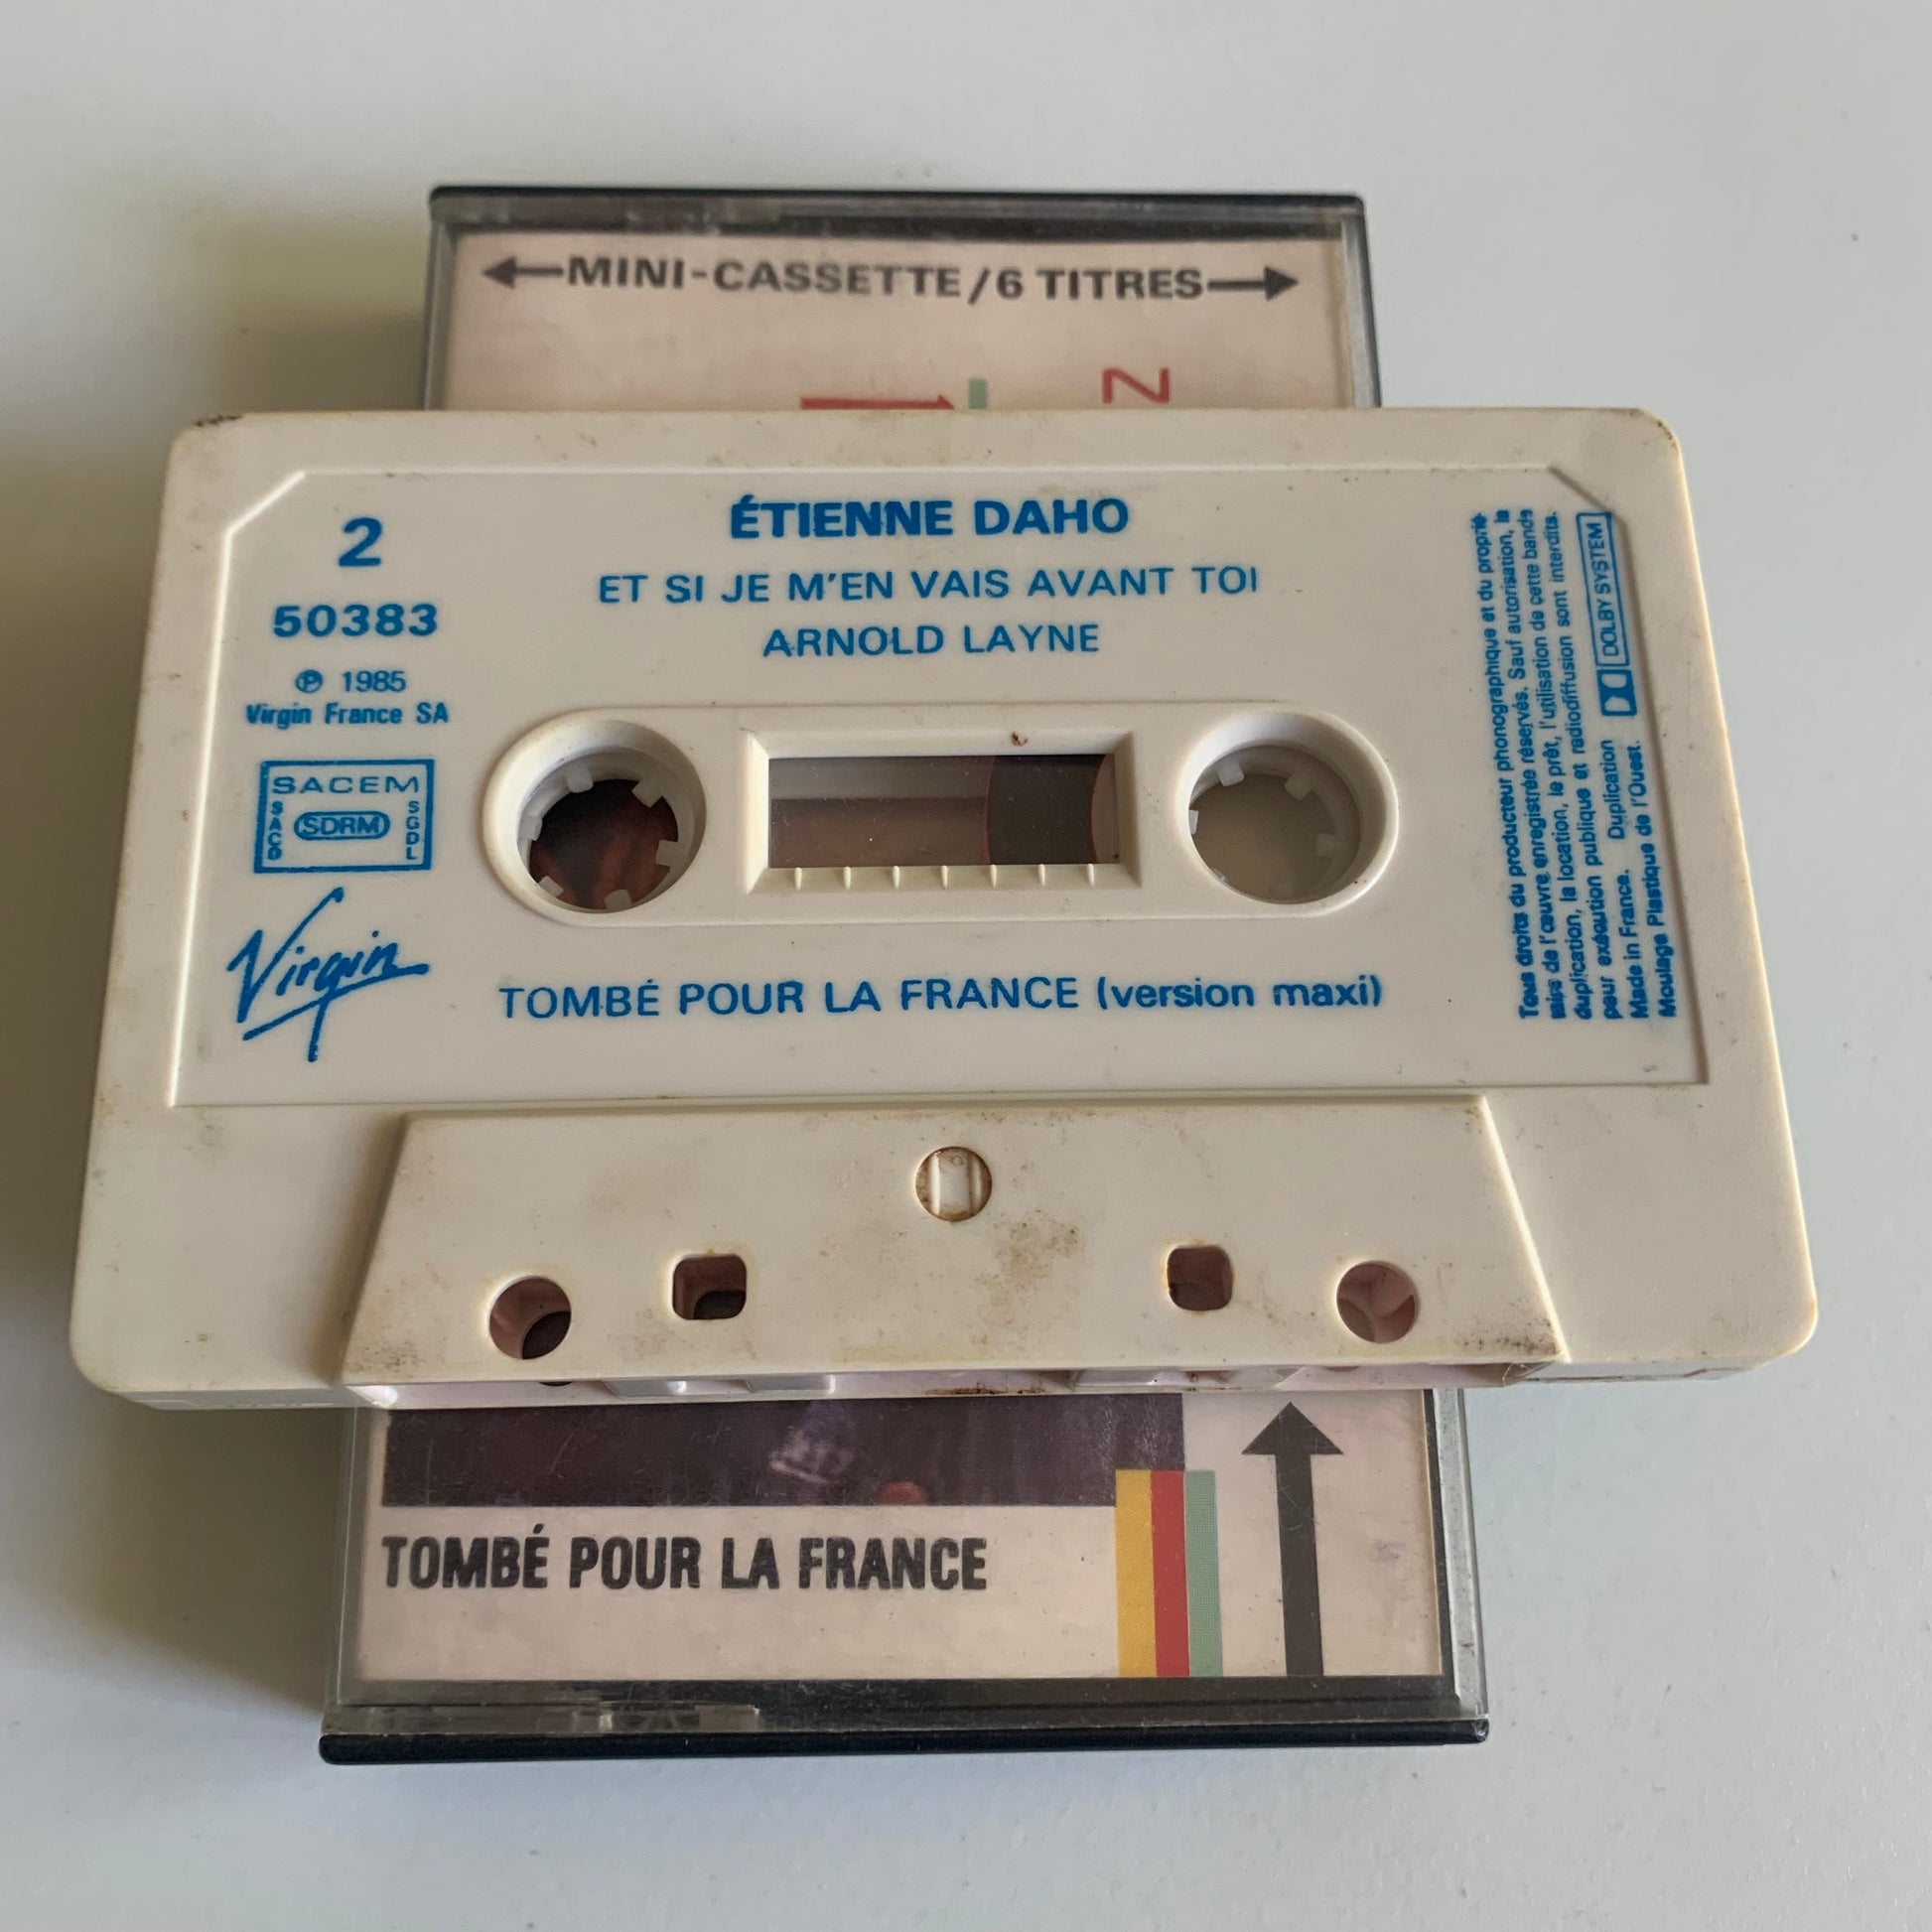 ←MINI-CASSETTE/6 TITRES→
N
2
50383
℗ 1985
Virgin France SA
SACEM
SACD
SDRM
SGDL
Virgin
ÉTIENNE DAHO
ET SI JE M'EN VAIS AVANT TOI
ARNOLD LAYNE
TOMBÉ POUR LA FRANCE (version maxi)
Tous droits du producteur phonographique et du proprié-
taire de l'œuvre enregistrée réservés. Sauf autorisation, la
duplication, la location, le prêt, l'utilisation de cette bande
pour exécution publique et radiodiffusion sont interdits.
Made in France. Duplication
Moulage Plastique de l'Ouest.
DOLBY SYSTEM
TOMBÉ POUR LA FRANCE